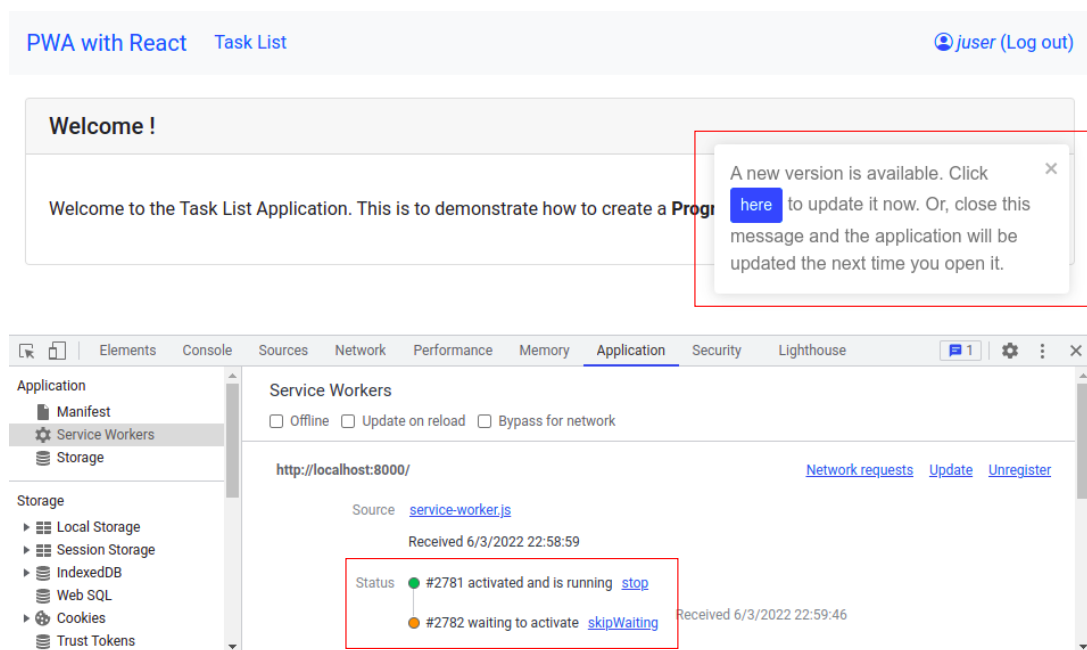 PWA with React Task List juser (Log out)
Welcome !
Welcome to the Task List Application. This is to demonstrate how to create a
A new version is available. Click ×
here to update it now. Or, close this
message and the application will be
updated the next time you open it.
Elements Console Sources Network Performance Memory Application Security Lighthouse 1
Application
Manifest
Service Workers
Storage
Storage
Local Storage
Session Storage
IndexedDB
Web SQL
Cookies
Trust Tokens
Service Workers
Offline Update on reload Bypass for network
http://localhost:8000/ Network requests Update Unregister
Source service-worker.js
Received 6/3/2022 22:58:59
Status #2781 activated and is running stop
#2782 waiting to activate skipWaiting Received 6/3/2022 22:59:46